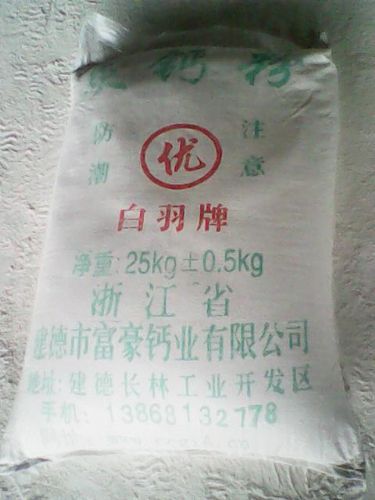 灰钙粉
防潮 注意
优
白羽牌
净重:25kg±0.5kg
浙江省
建德市富豪钙业有限公司
地址:建德长林工业开发区
手机:13868132778